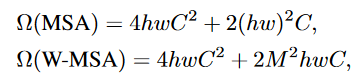 Ω(MSA) = 4hwC² + 2(hw)²C,
Ω(W-MSA) = 4hwC² + 2M²hwC,